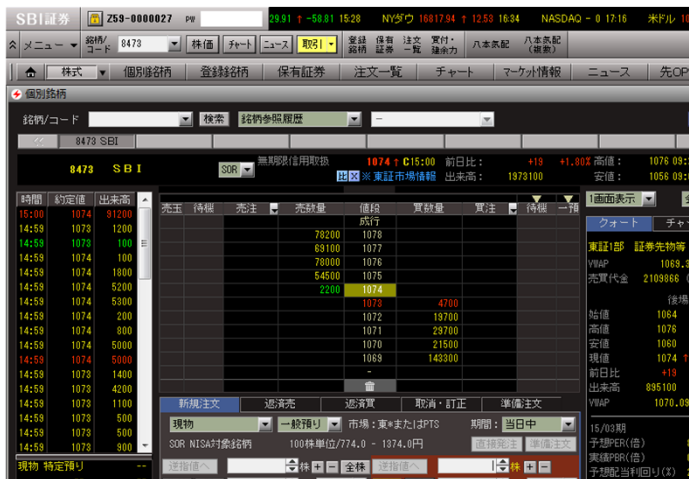 SBI証券 Z59-0000027 PW 29.91 ↑ -58.81 15:28 NYダウ 16817.94 ↑ 12.53 16:34 NASDAQ - 0 17:16 米ドル
メニュー 銘柄/コード 8473 株価 チャート ニュース 取引 登録銘柄 保有証券 注文一覧 買付・建余力 八本気配 八本気配(複数)
株式 個別銘柄 登録銘柄 保有証券 注文一覧 チャート マーケット情報 ニュース 先OP
個別銘柄
銘柄/コード 検索 銘柄参照履歴 -
<< 8473 SBI
8473 SBI SOR 無期限信用取扱 1074 ↑ C15:00 前日比: +19 +1.80% 高値: 1076 09:
比 X ※東証市場情報 出来高: 1973100 安値: 1056 09:
時間 約定値 出来高
15:00 1074 91200
14:59 1073 1200
14:59 1073 100
14:59 1074 100
14:59 1074 1800
14:59 1074 5200
14:59 1074 5300
14:59 1074 200
14:59 1074 800
14:59 1074 5000
14:59 1074 5000
14:59 1073 1400
14:59 1073 4200
14:59 1073 1100
14:59 1073 500
14:59 1073 500
14:59 1073 900
現物 特定預り --
売玉 待機 売注 売数量 値段 買数量 買注 待機 一預
成行
78200 1078
69100 1077
78000 1076
54500 1075
2200 1074
1073 4700
1072 19700
1071 29700
1070 21500
1069 143300
-
新規注文 返済売 返済買 取消・訂正 準備注文
現物 一般預り 市場:東*またはPTS 期間: 当日中
SOR NISA対象銘柄 100株単位/774.0 - 1374.0円 直接発注 準備注文
逆指値へ 株 + - 全株 逆指値へ 株 + -
1画面表示
クォート チャ
東証1部 証券先物等
VWAP 1069.3
売買代金 2109866
後場
始値 1064
高値 1076
安値 1060
現値 1074 ↑
前日比 +19
出来高 895100
VWAP 1070.09
15/03期
予想PER(倍)
実績PBR(倍)
予想配当利回り(%)